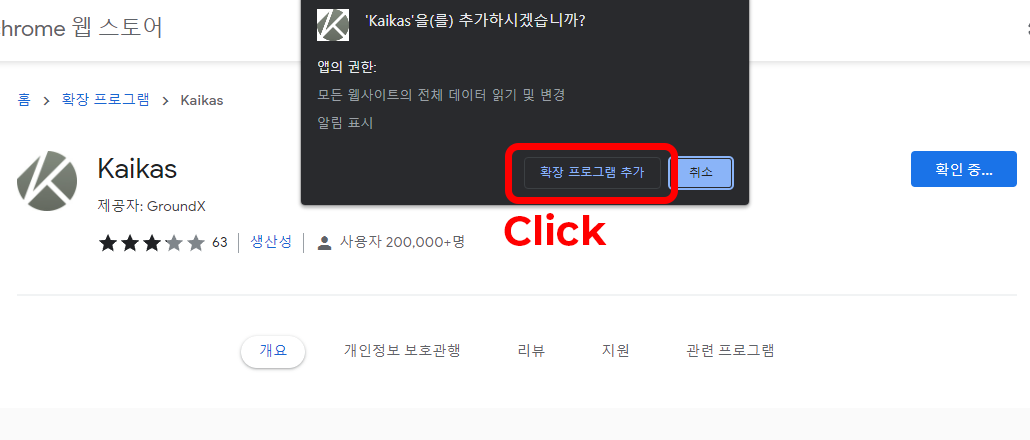 hrome 웹 스토어
'Kaikas'을(를) 추가하시겠습니까?
앱의 권한:
모든 웹사이트의 전체 데이터 읽기 및 변경
알림 표시
확장 프로그램 추가
취소
Click
홈 > 확장 프로그램 > Kaikas
Kaikas
제공자: GroundX
63 | 생산성 | 사용자 200,000+명
확인 중...
개요
개인정보 보호관행
리뷰
지원
관련 프로그램